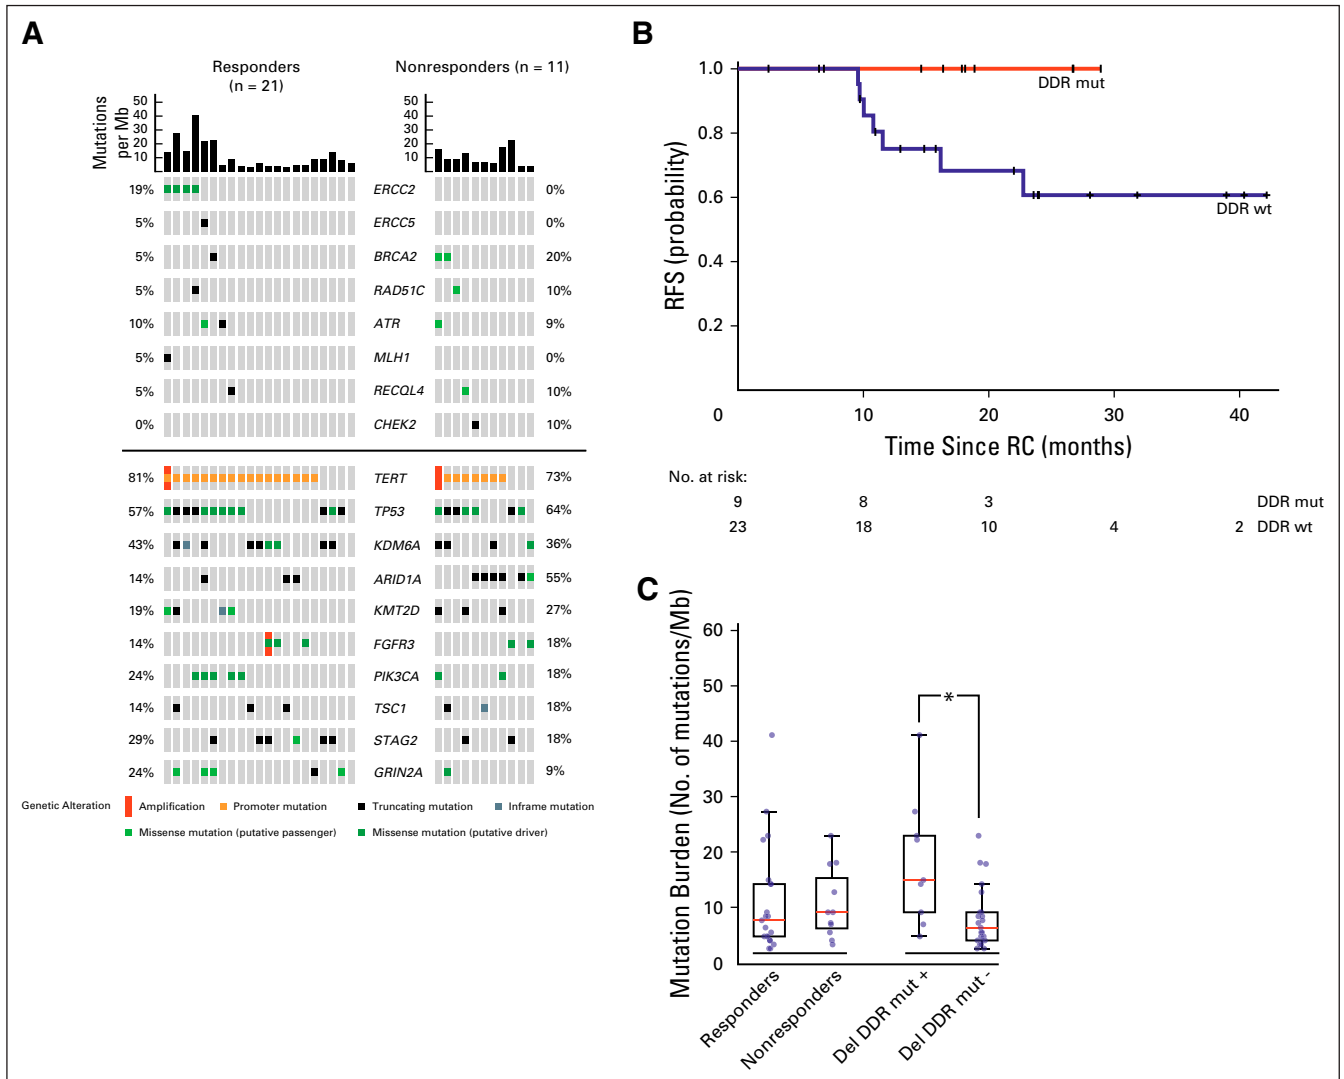 A
Responders
(n = 21)
Nonresponders (n = 11)
Mutations
per Mb
50
40
30
20
10
50
40
30
20
10
19% ERCC2 0%
5% ERCC5 0%
5% BRCA2 20%
5% RAD51C 10%
10% ATR 9%
5% MLH1 0%
5% RECQL4 10%
0% CHEK2 10%
81% TERT 73%
57% TP53 64%
43% KDM6A 36%
14% ARID1A 55%
19% KMT2D 27%
14% FGFR3 18%
24% PIK3CA 18%
14% TSC1 18%
29% STAG2 18%
24% GRIN2A 9%
Genetic Alteration Amplification Promoter mutation Truncating mutation Inframe mutation
Missense mutation (putative passenger) Missense mutation (putative driver)
B
RFS (probability)
1.0
0.8
0.6
0.4
0.2
DDR mut
DDR wt
0 10 20 30 40
Time Since RC (months)
No. at risk:
9 8 3 DDR mut
23 18 10 4 2 DDR wt
C
Mutation Burden (No. of mutations/Mb)
60
50
40
30
20
10
0
*
Responders
Nonresponders
Del DDR mut +
Del DDR mut -